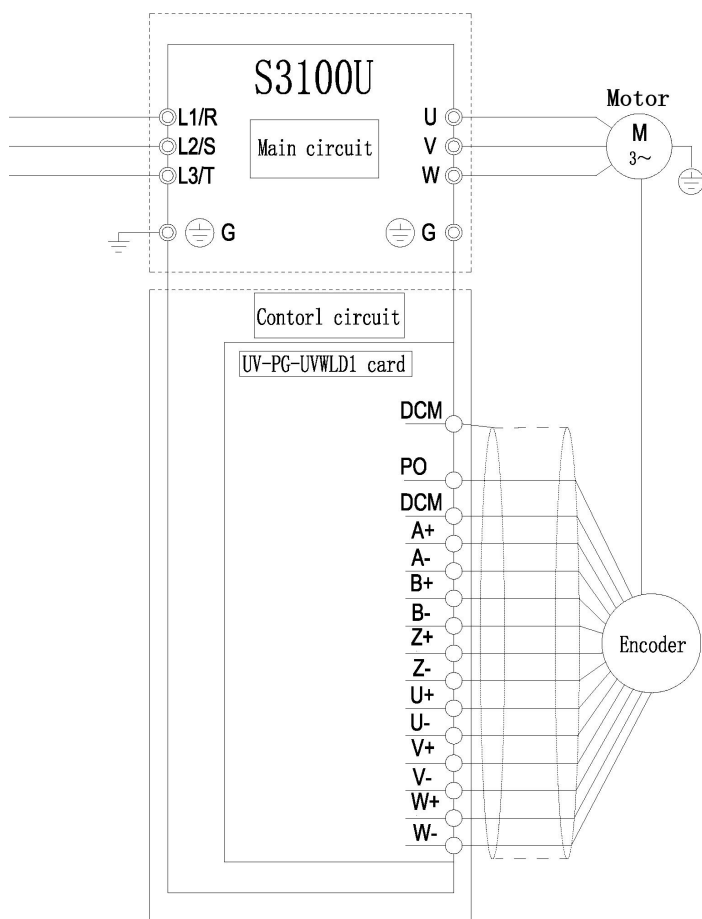 S3100U
Motor
L1/R
U
M
3~
L2/S
Main circuit
V
L3/T
W
G
G
Contorl circuit
UV-PG-UVWLD1 card
DCM
PO
DCM
A+
A-
B+
B-
Z+
Encoder
Z-
U+
U-
V+
V-
W+
W-